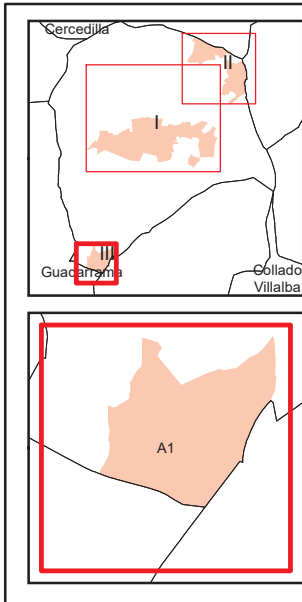 Cercedilla
II
I
III
Guadarrama
Collado
Villalba
A1